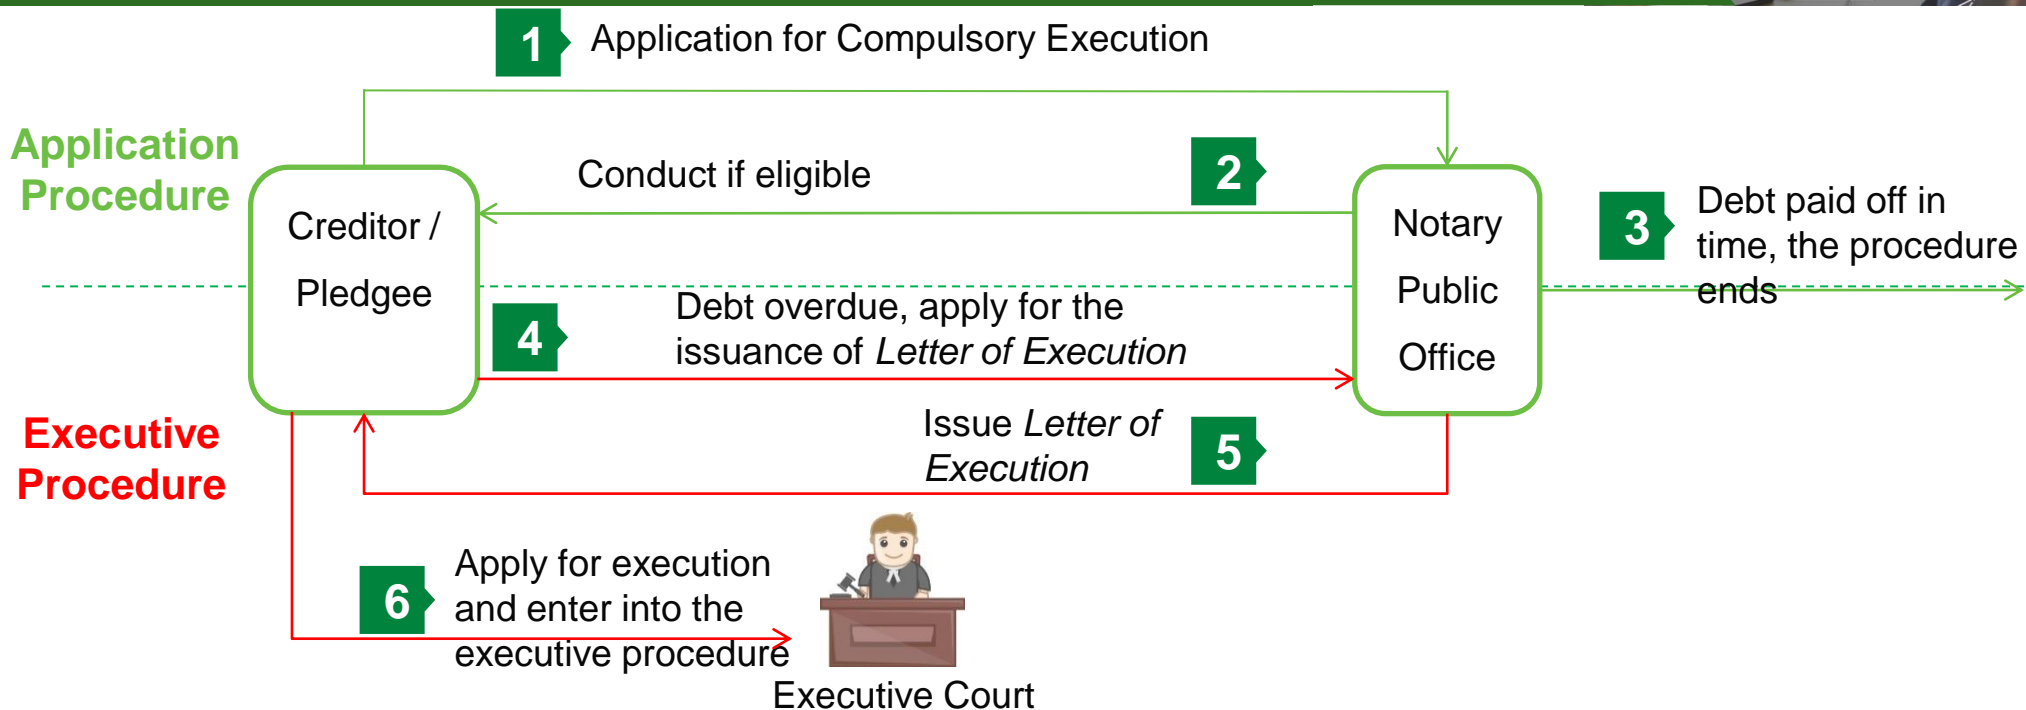 1
Application for Compulsory Execution
Application
Procedure
Conduct if eligible
2
Creditor /
Pledgee
Notary
Public
Office
3
Debt paid off in
time, the procedure
ends
4
Debt overdue, apply for the
issuance of Letter of Execution
Executive
Procedure
Issue Letter of
Execution
5
6
Apply for execution
and enter into the
executive procedure
Executive Court